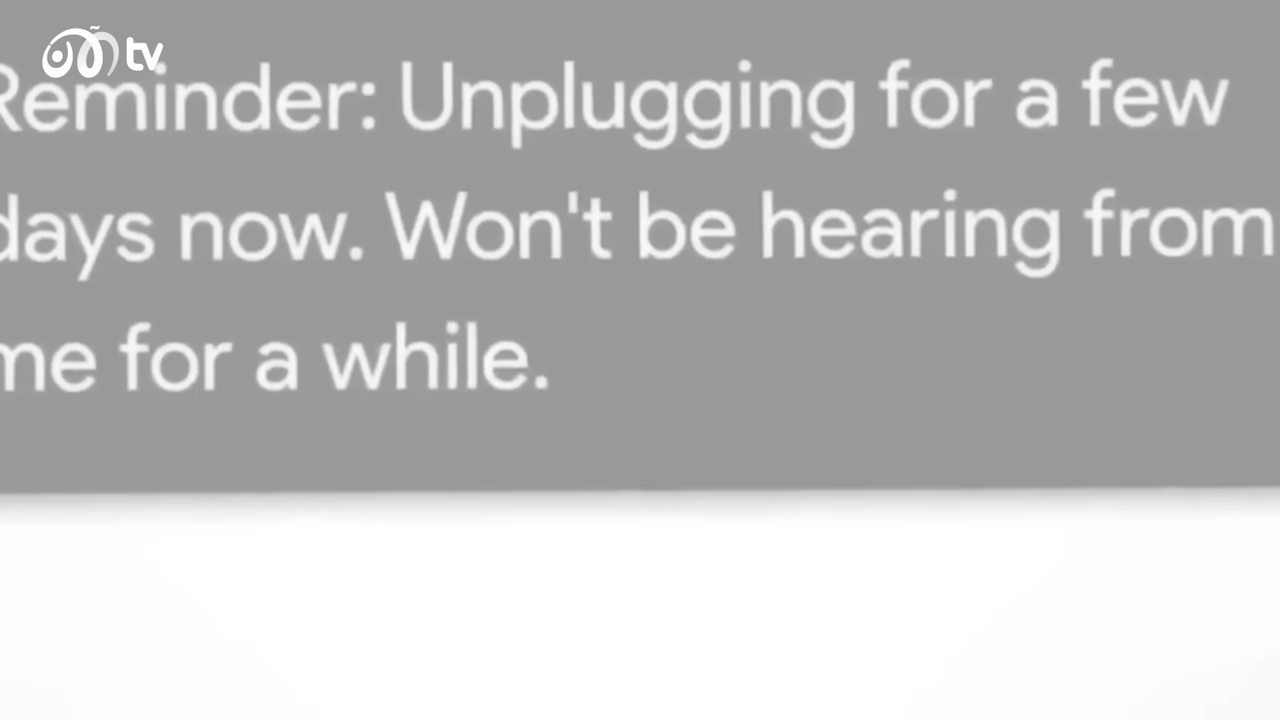 tv
Reminder: Unplugging for a few
days now. Won't be hearing from
me for a while.